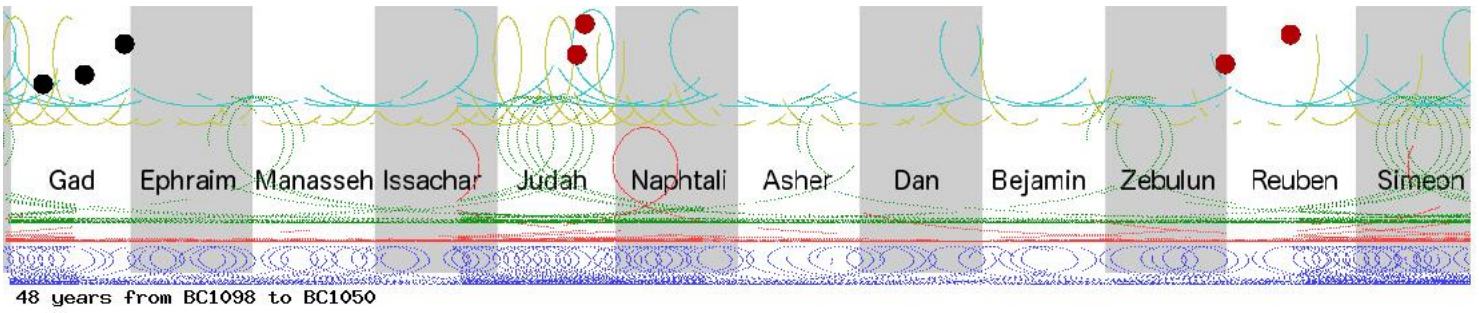 Gad Ephraim Manasseh Issachar Judah Naphtali Asher Dan Bejamin Zebulun Reuben Simeon
48 years from BC1098 to BC1050